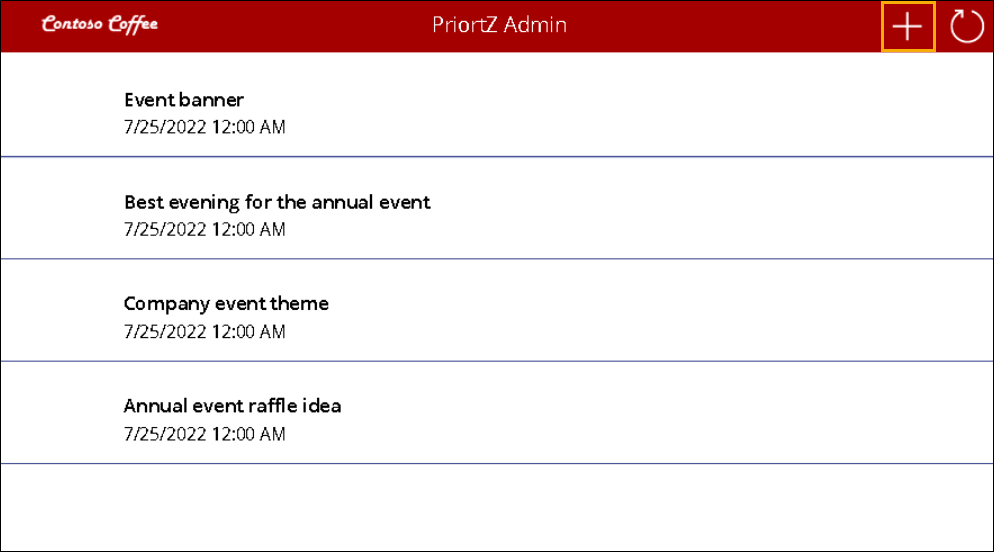 Contoso Coffee
PriortZ Admin
Event banner
7/25/2022 12:00 AM
Best evening for the annual event
7/25/2022 12:00 AM
Company event theme
7/25/2022 12:00 AM
Annual event raffle idea
7/25/2022 12:00 AM